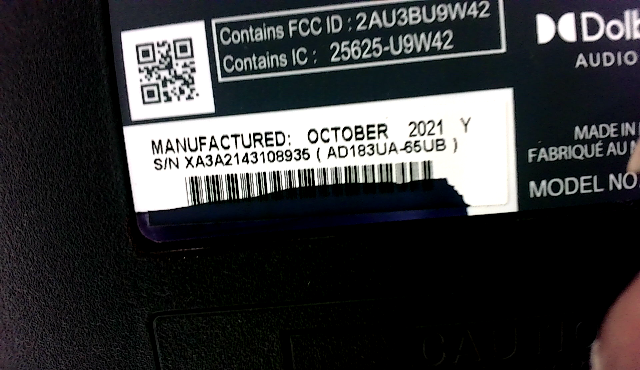 Contains FCC ID : 2AU3BU9W42
Contains IC : 25625-U9W42
AUDIO
MANUFACTURED: OCTOBER 2021 Y
S/N XA3A2143108935 ( AD183UA-65UB )
MADE IN
FABRIQUÉ AU
MODEL NO.